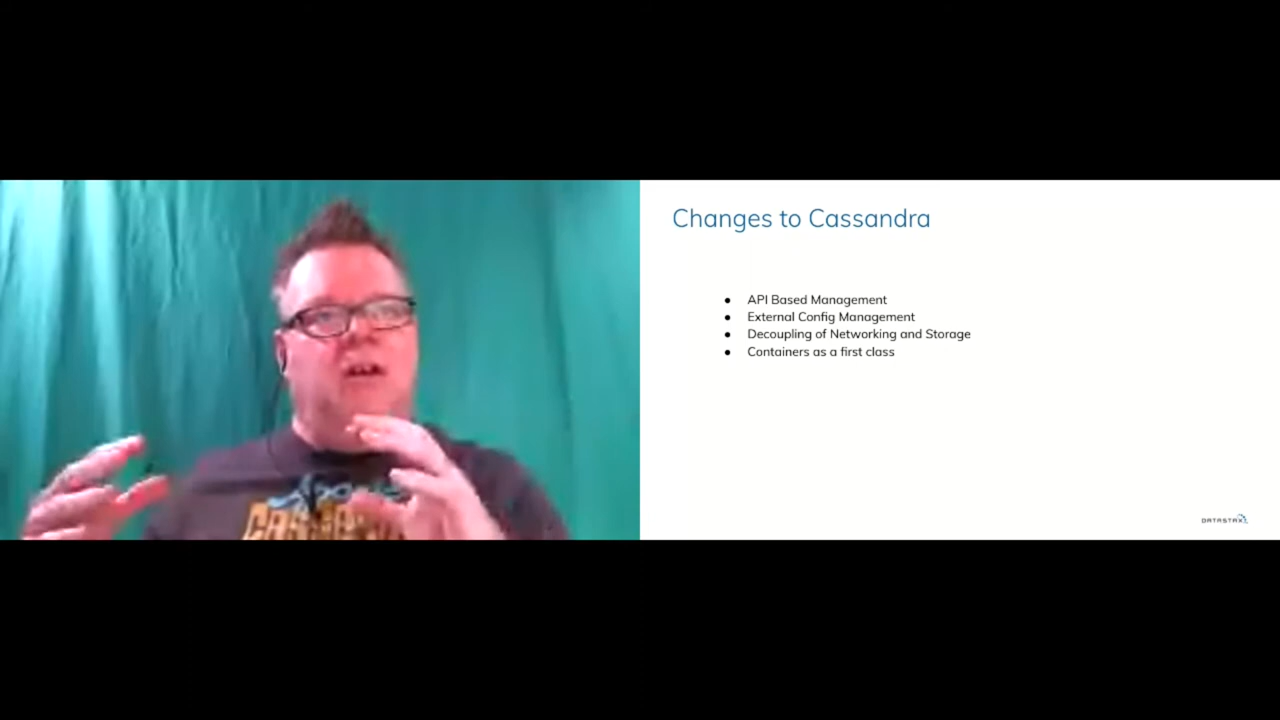 Changes to Cassandra
● API Based Management
● External Config Management
● Decoupling of Networking and Storage
● Containers as a first class
DATASTAX